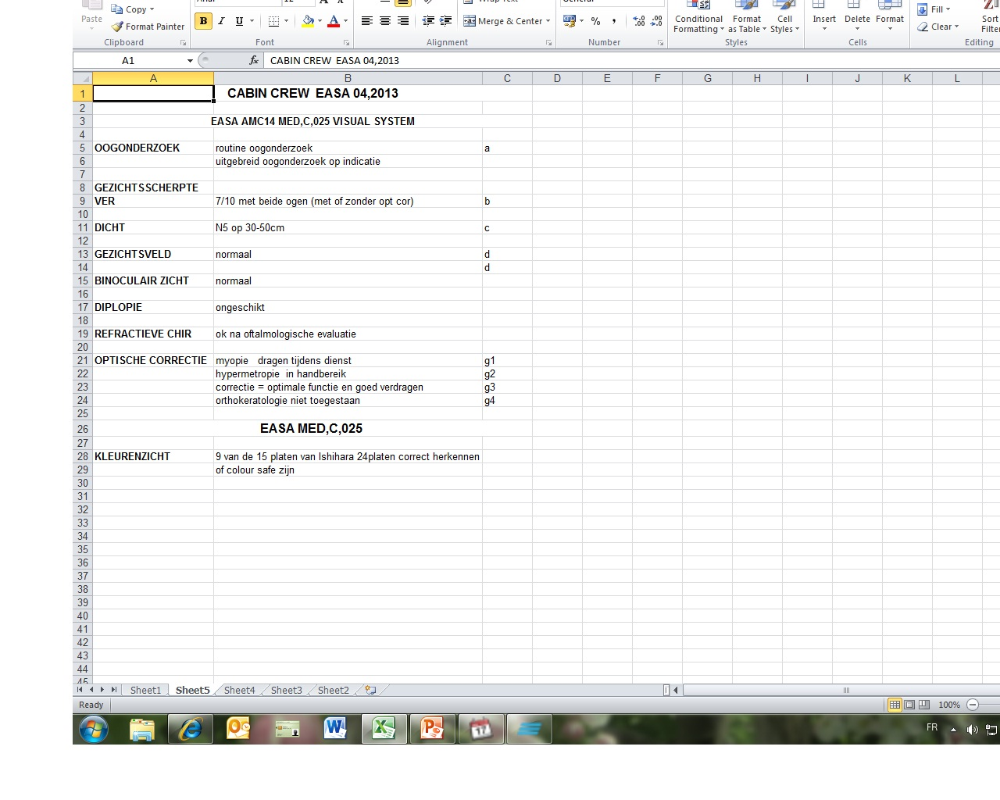 Paste
Copy
Format Painter
Clipboard
B I U
A
Font
Merge & Center
Alignment
%
,
Number
Conditional Formatting
Format as Table
Cell Styles
Styles
Insert
Delete
Format
Cells
Fill
Clear
Editing
A1
fx
CABIN CREW  EASA 04,2013
A B C D E F G H I J K L
1 CABIN CREW  EASA 04,2013
2
3 EASA AMC14 MED,C,025 VISUAL SYSTEM
4
5 OOGONDERZOEK routine oogonderzoek a
6 uitgebreid oogonderzoek op indicatie
7
8 GEZICHTSSCHERPTE
9 VER 7/10 met beide ogen (met of zonder opt cor) b
10
11 DICHT N5 op 30-50cm c
12
13 GEZICHTSVELD normaal d
14 d
15 BINOCULAIR ZICHT normaal
16
17 DIPLOPIE ongeschikt
18
19 REFRACTIEVE CHIR ok na oftalmologische evaluatie
20
21 OPTISCHE CORRECTIE myopie   dragen tijdens dienst g1
22 hypermetropie  in handbereik g2
23 correctie = optimale functie en goed verdragen g3
24 orthokeratologie niet toegestaan g4
25
26 EASA MED,C,025
27
28 KLEURENZICHT 9 van de 15 platen van Ishihara 24platen correct herkennen
29 of colour safe zijn
30
31
32
33
34
35
36
37
38
39
40
41
42
43
44
45
Sheet1 Sheet5 Sheet4 Sheet3 Sheet2
Ready
100%
FR